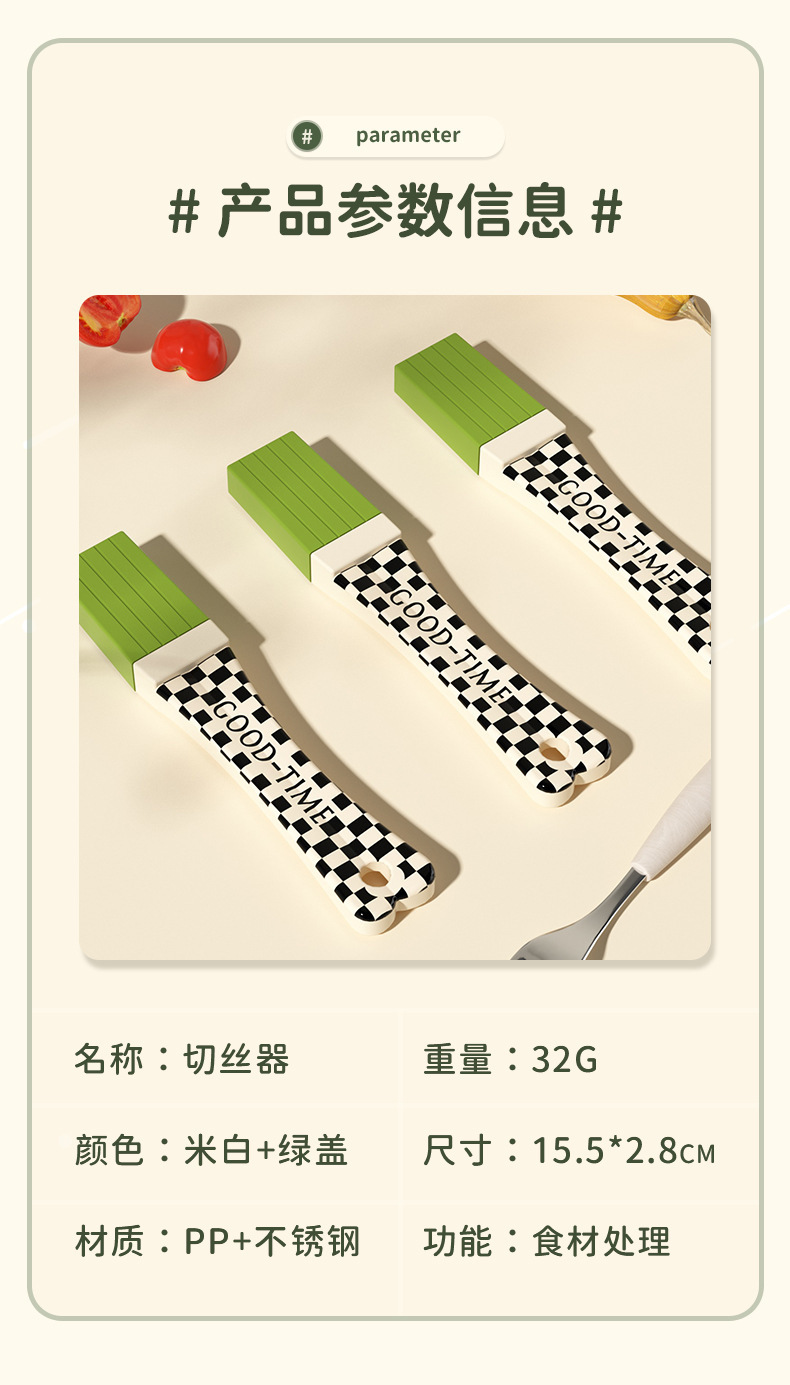 # parameter
# 产品参数信息 #
GOOD-TIME
GOOD-TIME
GOOD-TIME
名称：切丝器
重量：32G
颜色：米白+绿盖
尺寸：15.5*2.8CM
材质：PP+不锈钢
功能：食材处理